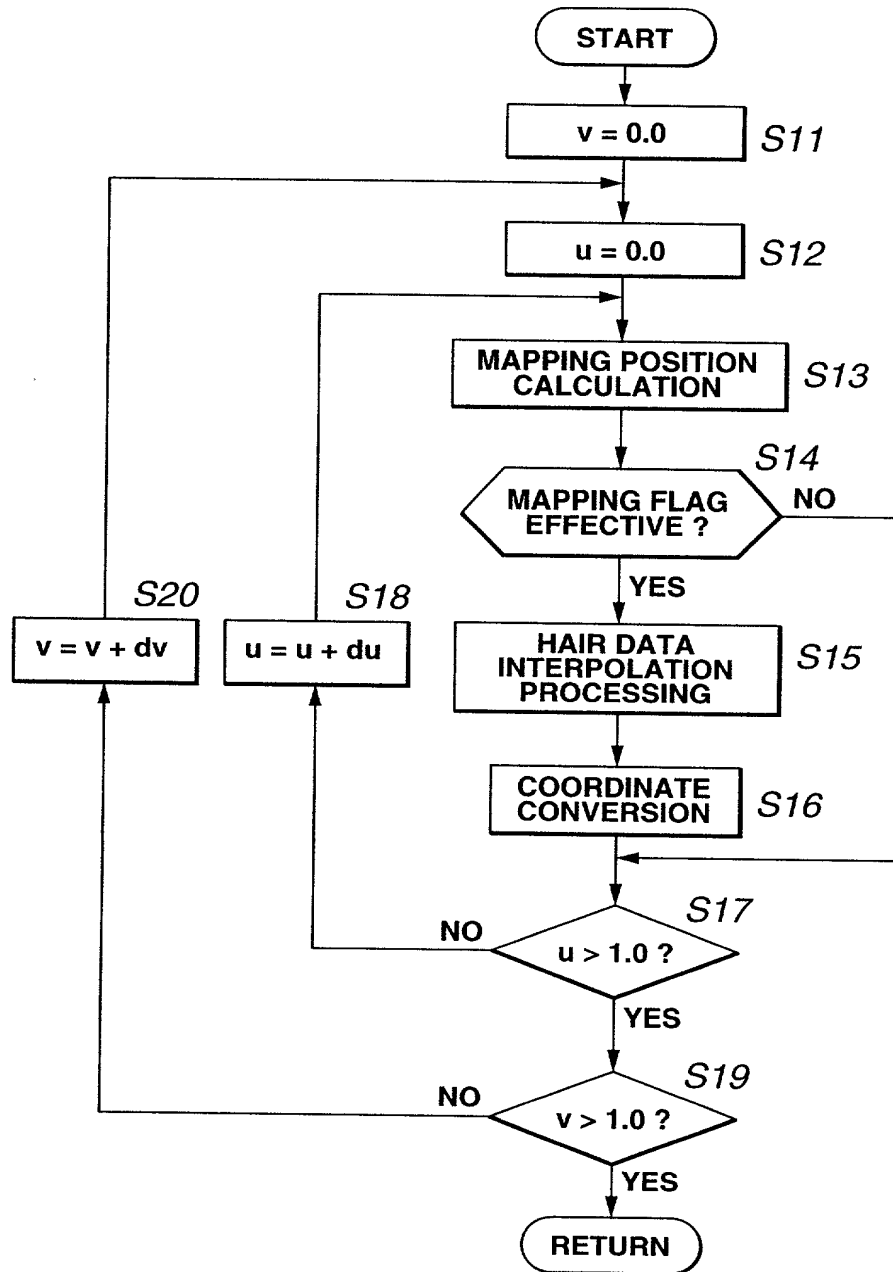 START
v = 0.0
S11
u = 0.0
S12
MAPPING POSITION
CALCULATION
S13
S14
MAPPING FLAG
EFFECTIVE ?
NO
YES
S20
v = v + dv
S18
u = u + du
HAIR DATA
INTERPOLATION
PROCESSING
S15
COORDINATE
CONVERSION
S16
S17
NO
u > 1.0 ?
YES
S19
NO
v > 1.0 ?
YES
RETURN